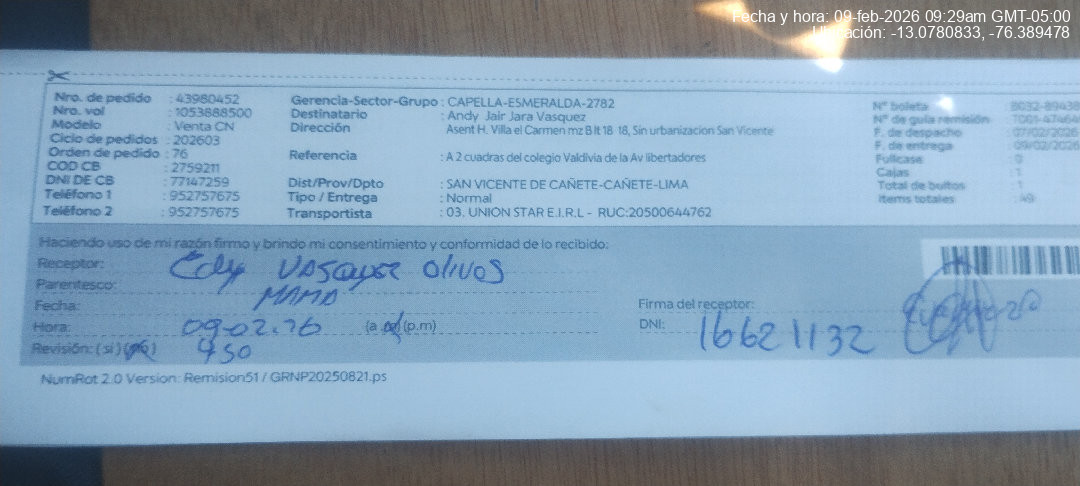 Fecha y hora: 09-feb-2026 09:29am GMT-05:00
Ubicación: -13.0780833, -76.389478
Nro. de pedido : 43980452
Nro. vol : 1053888500
Modelo : Venta CN
Ciclo de pedido : 202603
Orden de pedido : 76
COD CB : 2759211
DNI DE CB : 77147259
Teléfono 1 : 952757675
Teléfono 2 : 952757675
Gerencia-Sector-Grupo : CAPELLA-ESMERALDA-2782
Destinatario : Andy Jair Jara Vasquez
Dirección : Asent H. Villa el Carmen mz B lt 18 18, Sin urbanizacion San Vicente
Referencia : A 2 cuadras del colegio Valdivia de la Av libertadores
Dist/Prov/Dpto : SAN VICENTE DE CAÑETE-CAÑETE-LIMA
Tipo / Entrega : Normal
Transportista : 03. UNION STAR E.I.R.L - RUC:20500644762
N° boleta
N° de guía remisión
F. de despacho : 07/02/2026
F. de entrega : 09/02/2026
Fullcase : 0
Cajas : 1
Total de bultos : 1
Items totales : 49
Haciendo uso de mi razón firmo y brindo mi consentimiento y conformidad de lo recibido:
Receptor: Edy Vasquez Olivos
Parentesco: MAMA
Fecha: 09-02-26
Hora: 950 (a.m) (p.m)
Revisión: ( si ) (no)
Firma del receptor:
DNI: 16621132
NumRot 2.0 Version: Remision51 / GRNP20250821.ps